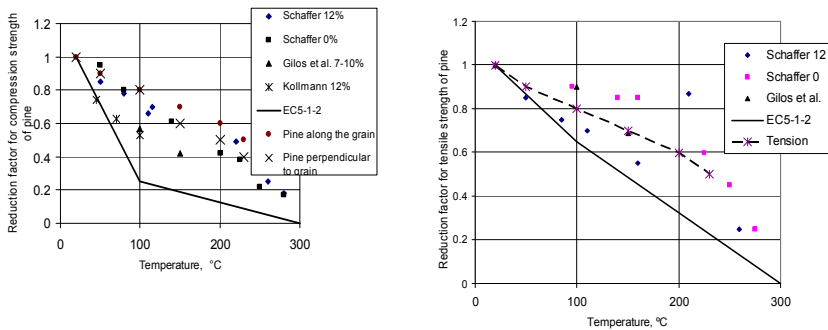 Reduction factor for compression strength
of pine
1.2
1
0.8
0.6
0.4
0.2
0
0
100
200
300
Temperature, °C
Schaffer 12%
Schaffer 0%
Gilos et al. 7-10%
Kollmann 12%
EC5-1-2
Pine along the grain
Pine perpendicular
to grain
Reduction factor for tensile strength of pine
1.2
1
0.8
0.6
0.4
0.2
0
0
100
200
300
Temperature, ºC
Schaffer 12
Schaffer 0
Gilos et al.
EC5-1-2
Tension